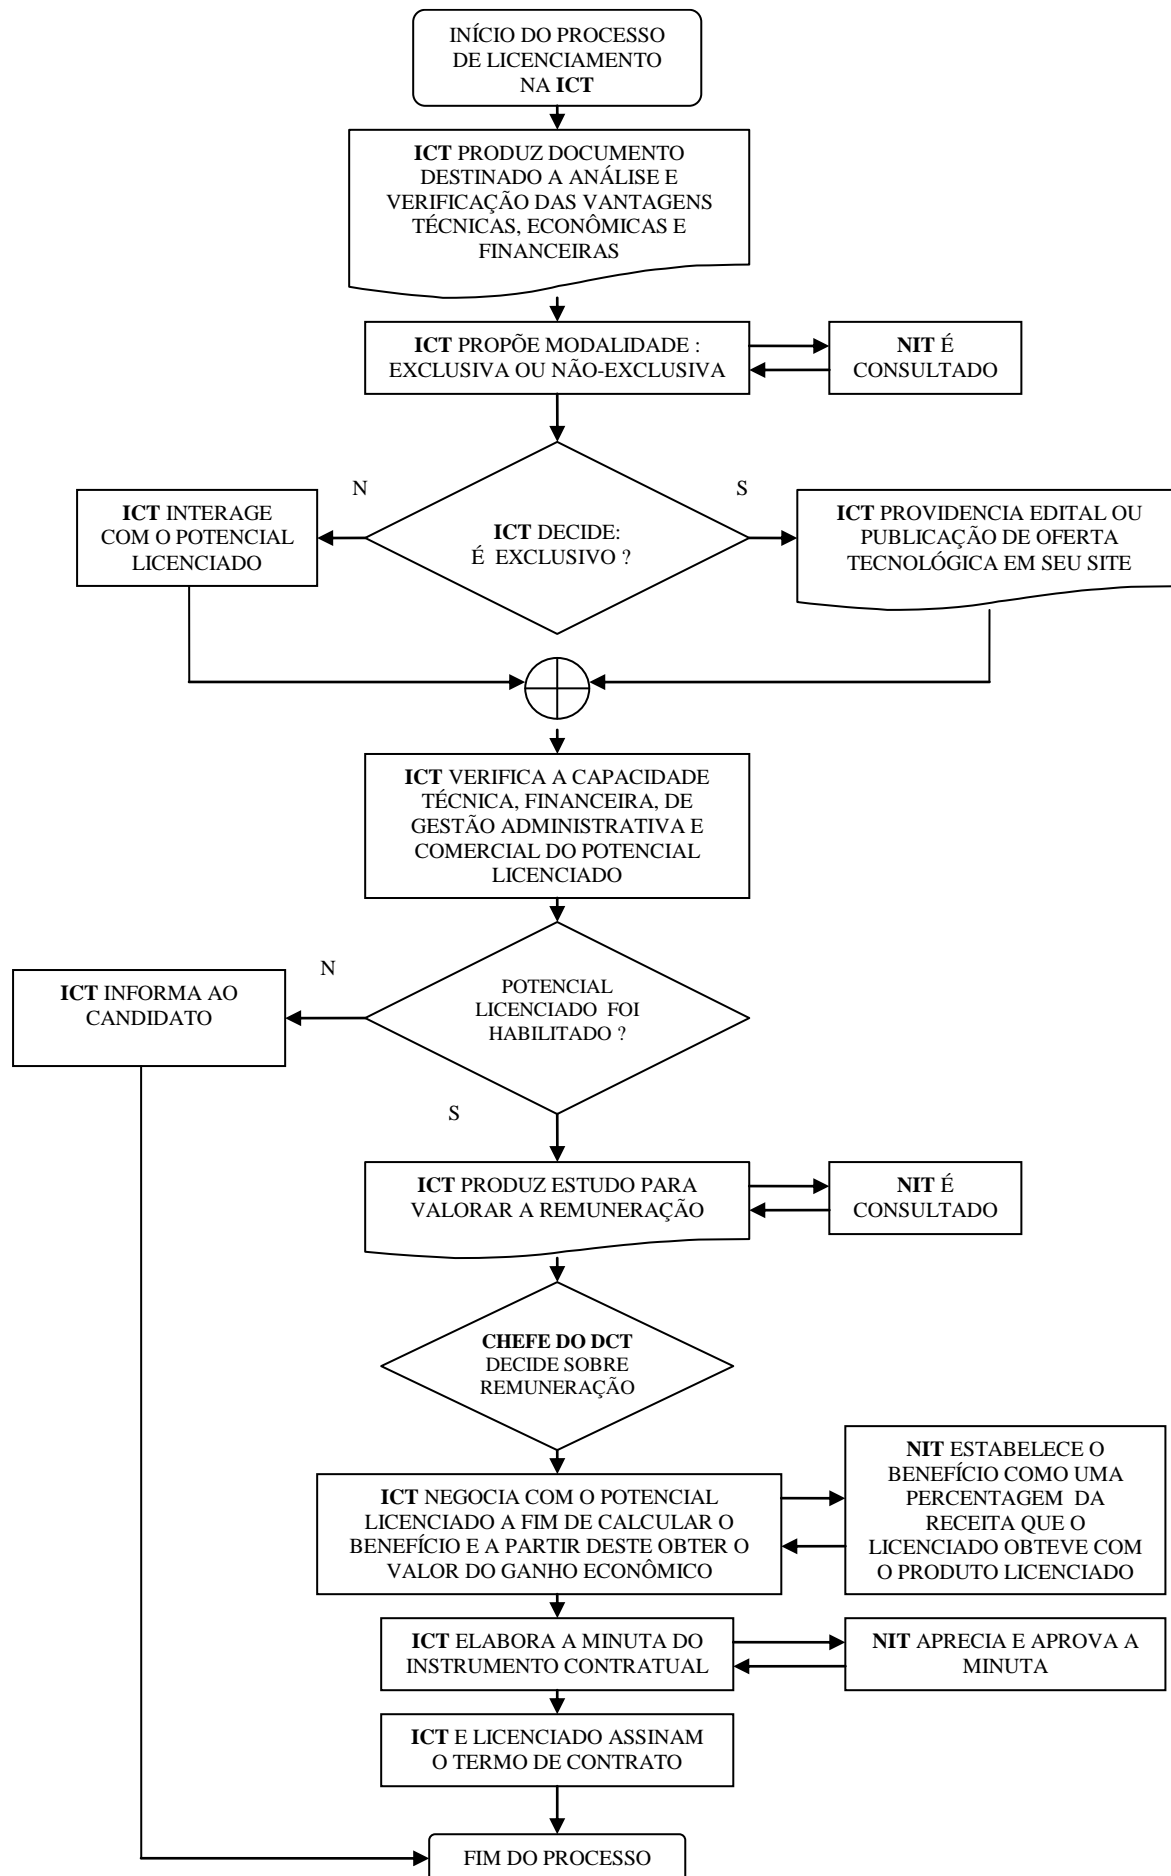 INÍCIO DO PROCESSO
DE LICENCIAMENTO
NA ICT
ICT PRODUZ DOCUMENTO
DESTINADO A ANÁLISE E
VERIFICAÇÃO DAS VANTAGENS
TÉCNICAS, ECONÔMICAS E
FINANCEIRAS
ICT PROPÕE MODALIDADE :
EXCLUSIVA OU NÃO-EXCLUSIVA
NIT É
CONSULTADO
N
S
ICT INTERAGE
COM O POTENCIAL
LICENCIADO
ICT DECIDE:
É EXCLUSIVO ?
ICT PROVIDENCIA EDITAL OU
PUBLICAÇÃO DE OFERTA
TECNOLÓGICA EM SEU SITE
ICT VERIFICA A CAPACIDADE
TÉCNICA, FINANCEIRA, DE
GESTÃO ADMINISTRATIVA E
COMERCIAL DO POTENCIAL
LICENCIADO
N
ICT INFORMA AO
CANDIDATO
POTENCIAL
LICENCIADO FOI
HABILITADO ?
S
ICT PRODUZ ESTUDO PARA
VALORAR A REMUNERAÇÃO
NIT É
CONSULTADO
CHEFE DO DCT
DECIDE SOBRE
REMUNERAÇÃO
ICT NEGOCIA COM O POTENCIAL
LICENCIADO A FIM DE CALCULAR O
BENEFÍCIO E A PARTIR DESTE OBTER O
VALOR DO GANHO ECONÔMICO
NIT ESTABELECE O
BENEFÍCIO COMO UMA
PERCENTAGEM DA
RECEITA QUE O
LICENCIADO OBTEVE COM
O PRODUTO LICENCIADO
ICT ELABORA A MINUTA DO
INSTRUMENTO CONTRATUAL
NIT APRECIA E APROVA A
MINUTA
ICT E LICENCIADO ASSINAM
O TERMO DE CONTRATO
FIM DO PROCESSO